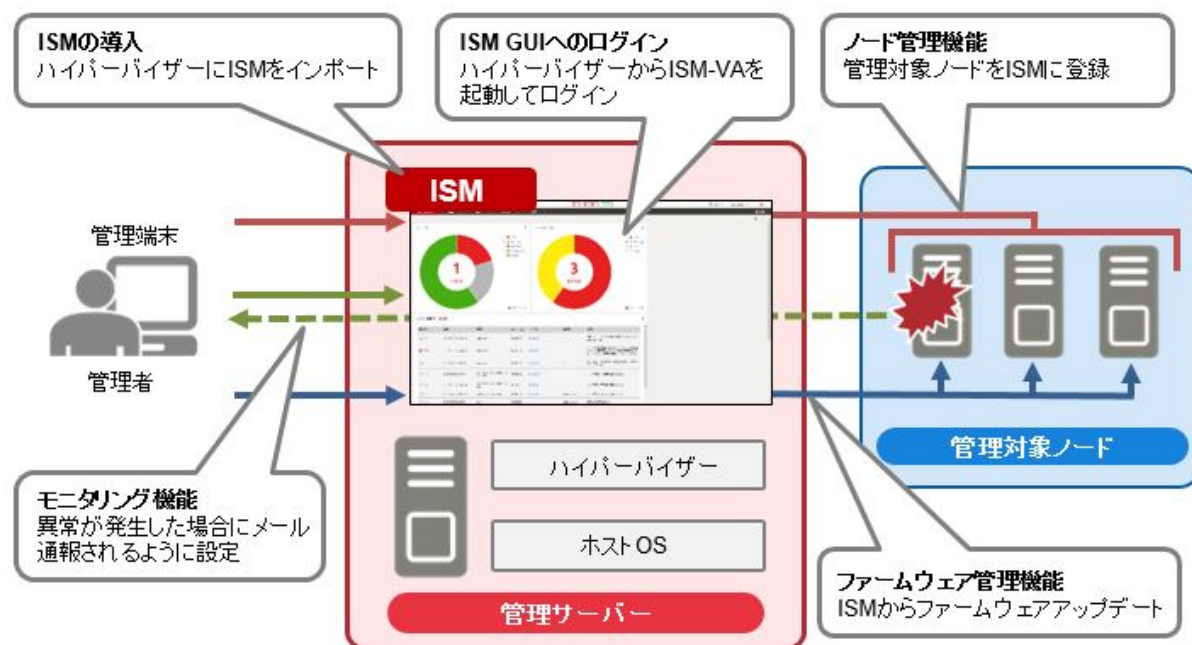 ISMの導入
ハイパーバイザーにISMをインポート
ISM GUIへのログイン
ハイパーバイザーからISM-VAを
起動してログイン
ノード管理機能
管理対象ノードをISMに登録
ISM
管理端末
管理者
1
3
ハイパーバイザー
ホストOS
管理サーバー
管理対象ノード
モニタリング機能
異常が発生した場合にメール
通報されるように設定
ファームウェア管理機能
ISMからファームウェアアップデート